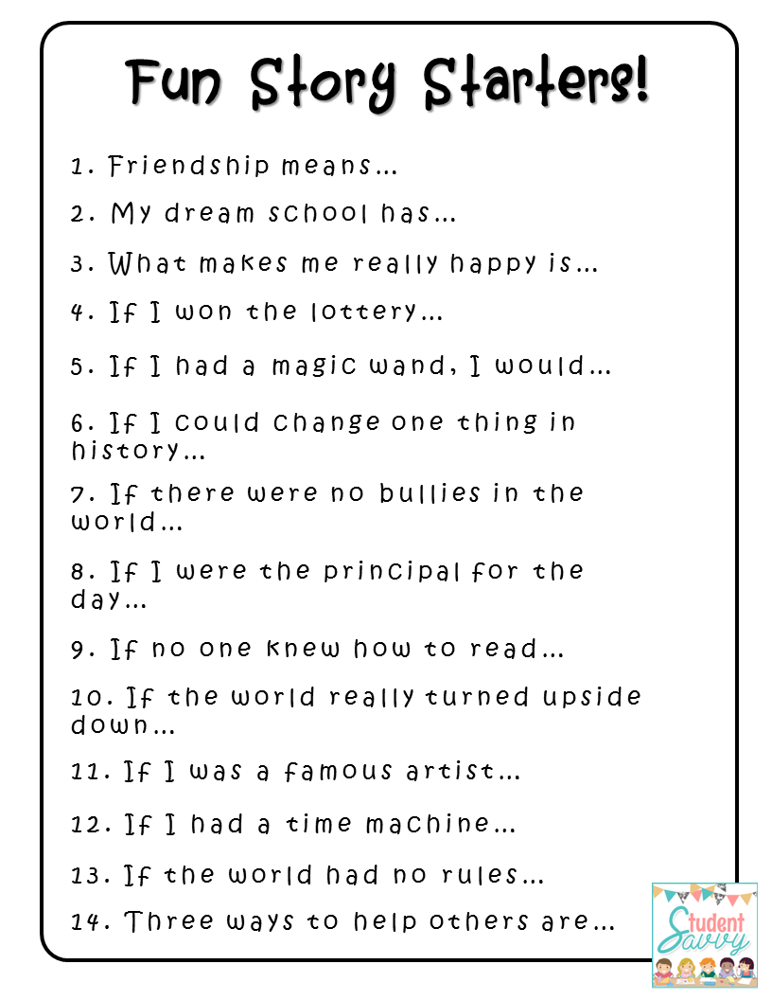 Fun Story Starters!
1. Friendship means...
2. My dream school has...
3. What makes me really happy is...
4. If I won the lottery...
5. If I had a magic wand, I would...
6. If I could change one thing in
history...
7. If there were no bullies in the
world...
8. If I were the principal for the
day...
9. If no one knew how to read...
10. If the world really turned upside
down...
11. If I was a famous artist...
12. If I had a time machine...
13. If the world had no rules...
14. Three ways to help others are...
Student
Savvy